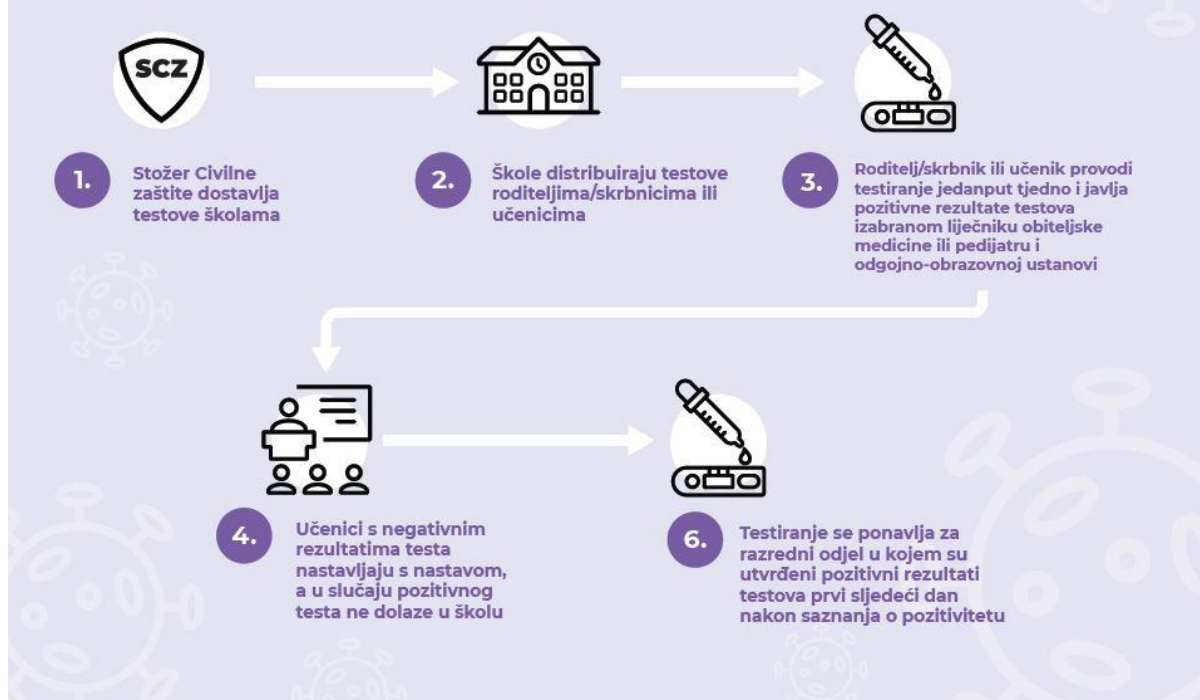 SCZ
1.
Stožer Civilne
zaštite dostavlja
testove školama
2.
Škole distribuiraju testove
roditeljima/skrbnicima ili
učenicima
3.
Roditelj/skrbnik ili učenik provodi
testiranje jedanput tjedno i javlja
pozitivne rezultate testova
izabranom liječniku obiteljske
medicine ili pedijatru i
odgojno-obrazovnoj ustanovi
4.
Učenici s negativnim
rezultatima testa
nastavljaju s nastavom,
a u slučaju pozitivnog
testa ne dolaze u školu
6.
Testiranje se ponavlja za
razredni odjel u kojem su
utvrđeni pozitivni rezultati
testova prvi sljedeći dan
nakon saznanja o pozitivitetu